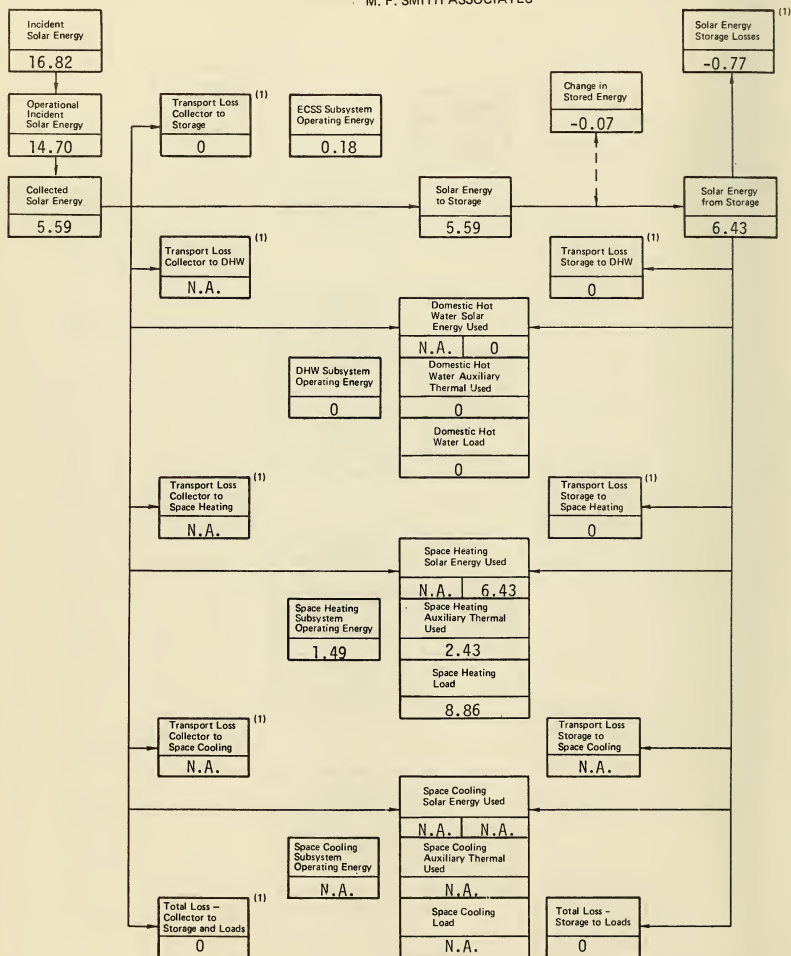 M. F. SMITH ASSOCIATES
Incident
Solar Energy
16.82
Operational
Incident
Solar Energy
14.70
Collected
Solar Energy
5.59
Transport Loss
Collector to
Storage
0
(1)
ECSS Subsystem
Operating Energy
0.18
Change in
Stored Energy
-0.07
Solar Energy
Storage Losses
-0.77
(1)
Solar Energy
to Storage
5.59
Solar Energy
from Storage
6.43
Transport Loss
Collector to DHW
N.A.
(1)
Transport Loss
Storage to DHW
0
(1)
Domestic Hot
Water Solar
Energy Used
N.A. 0
DHW Subsystem
Operating Energy
0
Domestic Hot
Water Auxiliary
Thermal Used
0
Domestic Hot
Water Load
0
Transport Loss
Collector to
Space Heating
N.A.
(1)
Transport Loss
Storage to
Space Heating
0
(1)
Space Heating
Solar Energy Used
N.A. 6.43
Space Heating
Subsystem
Operating Energy
1.49
Space Heating
Auxiliary Thermal
Used
2.43
Space Heating
Load
8.86
Transport Loss
Collector to
Space Cooling
N.A.
(1)
Transport Loss
Storage to
Space Cooling
N.A.
Space Cooling
Solar Energy Used
N.A. N.A.
Space Cooling
Subsystem
Operating Energy
N.A.
Space Cooling
Auxiliary Thermal
Used
N.A.
Space Cooling
Load
N.A.
Total Loss –
Collector to
Storage and Loads
0
(1)
Total Loss –
Storage to Loads
0